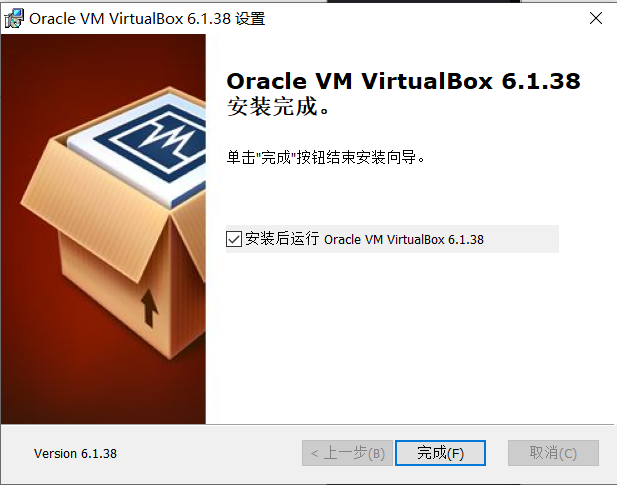 Oracle VM VirtualBox 6.1.38 设置
Oracle VM VirtualBox 6.1.38
安装完成。
单击"完成"按钮结束安装向导。
安装后运行 Oracle VM VirtualBox 6.1.38
Version 6.1.38
< 上一步(B)
完成(F)
取消(C)